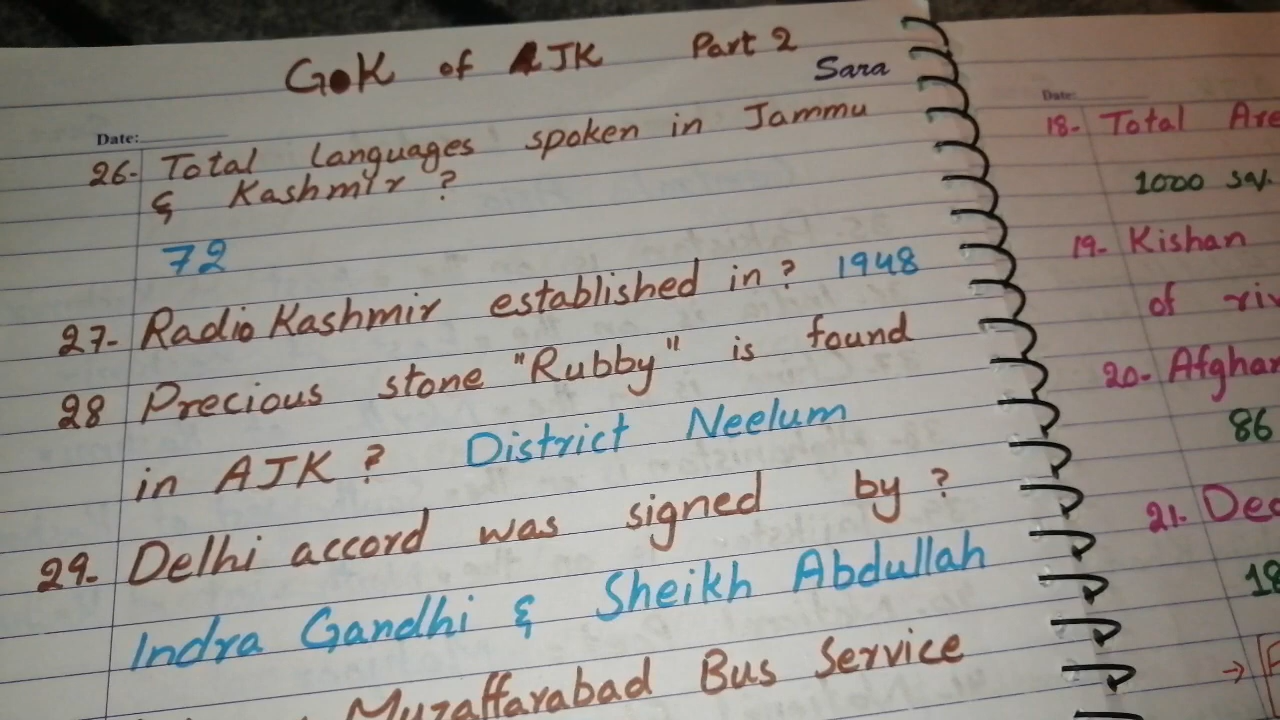 GoK of AJK Part 2
Sara
Date:
26- Total languages spoken in Jammu
& Kashmir ?
72
27- Radio Kashmir established in ? 1948
28 Precious stone "Rubby" is found
in AJK ? District Neelum
29- Delhi accord was signed by ?
Indra Gandhi & Sheikh Abdullah
Muzaffarabad Bus Service
Date:
18- Total Are
1000 sq.
19- Kishan
of riv
20- Afghan
86
21- Dec
18
→